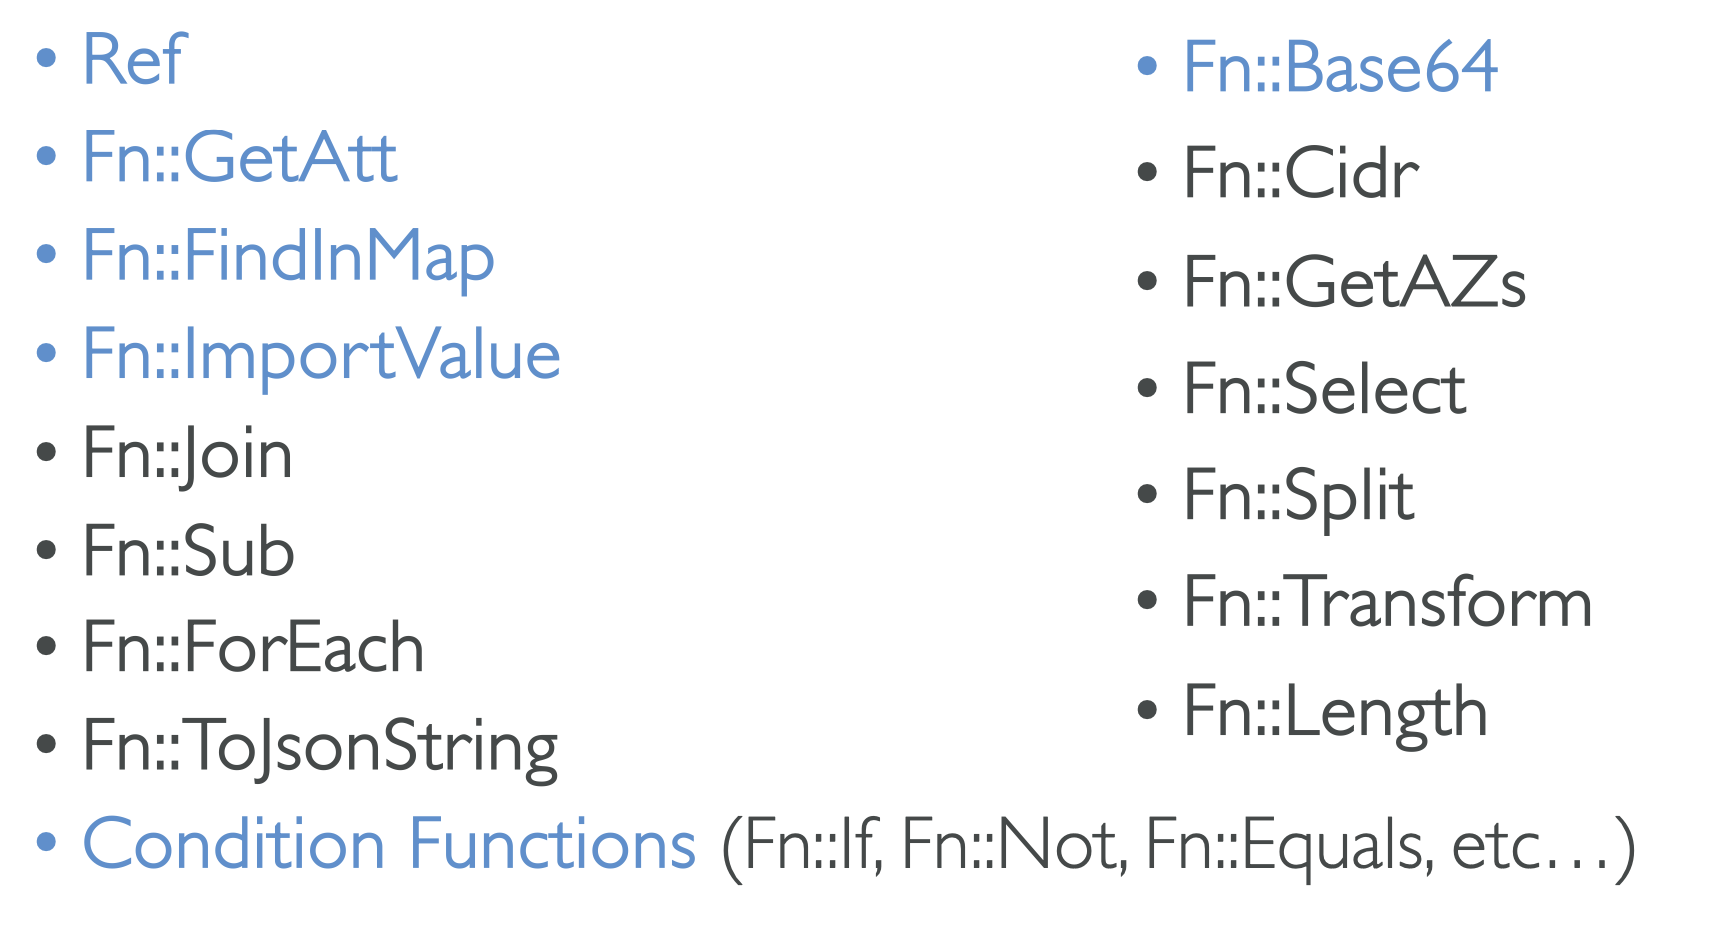 • Ref
• Fn::GetAtt
• Fn::FindInMap
• Fn::ImportValue
• Fn::Join
• Fn::Sub
• Fn::ForEach
• Fn::ToJsonString
• Condition Functions (Fn::If, Fn::Not, Fn::Equals, etc…)
• Fn::Base64
• Fn::Cidr
• Fn::GetAZs
• Fn::Select
• Fn::Split
• Fn::Transform
• Fn::Length